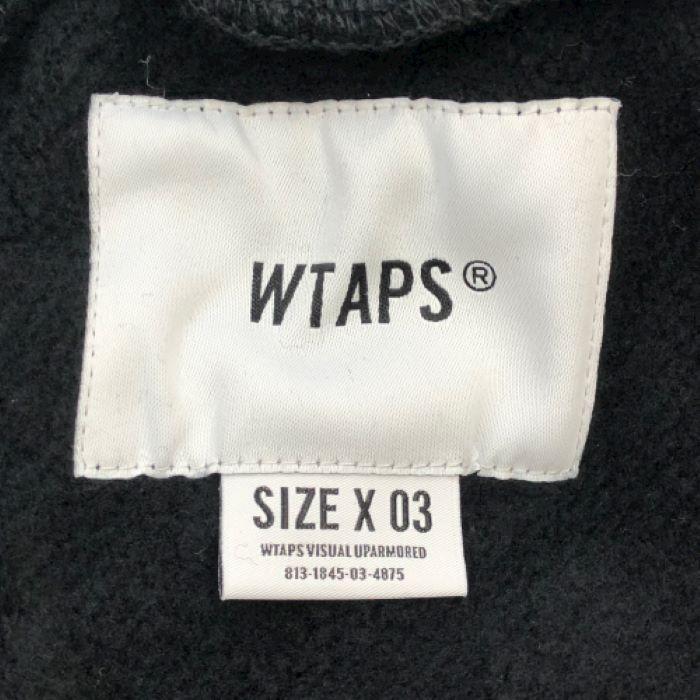 WTAPS®
SIZE X 03
WTAPS VISUAL UPARMORED
813-1845-03-4875